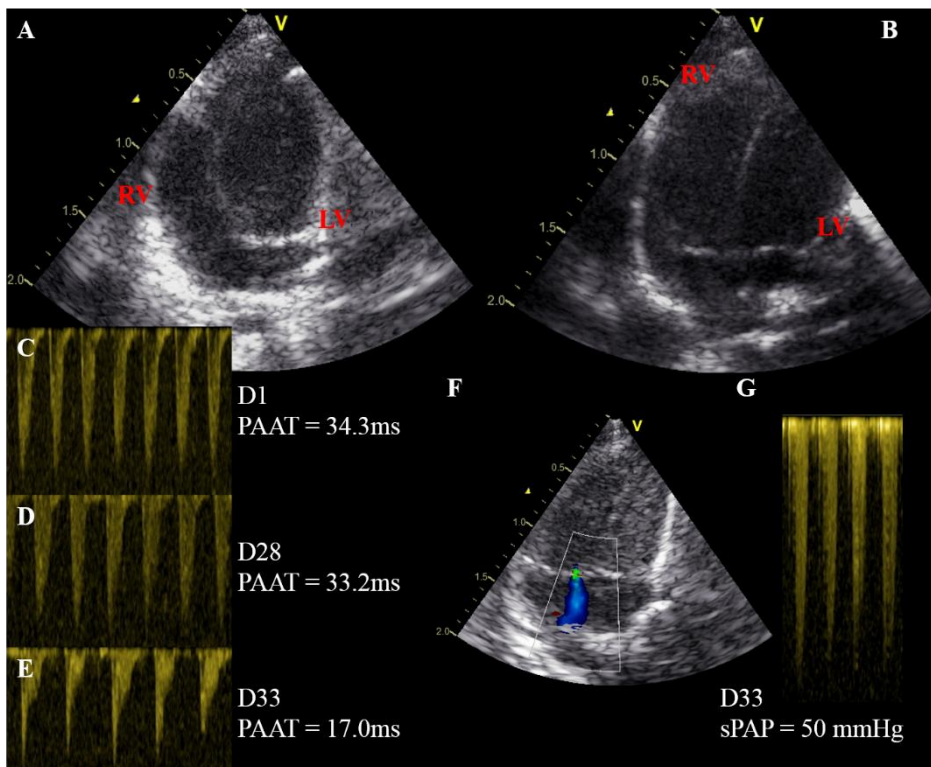 A
V
0.5
1.0
RV
1.5
LV
2.0
B
V
RV
0.5
1.0
1.5
LV
2.0
C
D1
PAAT = 34.3ms
D
D28
PAAT = 33.2ms
E
D33
PAAT = 17.0ms
F
V
0.5
1.0
1.5
2.0
G
D33
sPAP = 50 mmHg